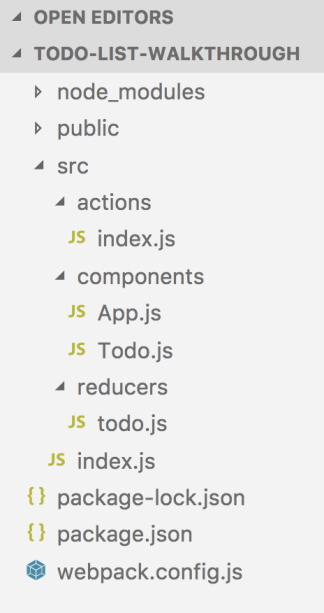 OPEN EDITORS
TODO-LIST-WALKTHROUGH
node_modules
public
src
actions
JS index.js
components
JS App.js
JS Todo.js
reducers
JS todo.js
JS index.js
{} package-lock.json
{} package.json
webpack.config.js